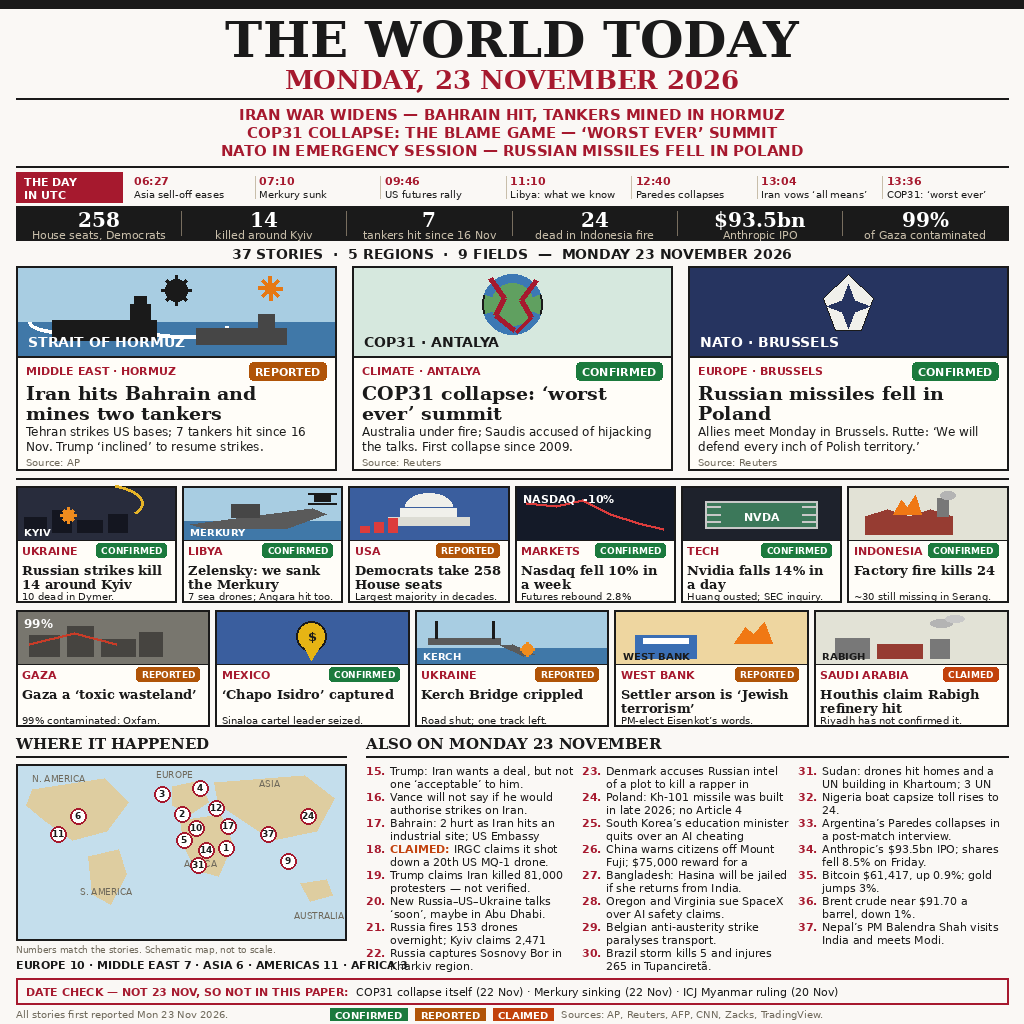 THE WORLD TODAY
MONDAY, 23 NOVEMBER 2026
IRAN WAR WIDENS — BAHRAIN HIT, TANKERS MINED IN HORMUZ
COP31 COLLAPSE: THE BLAME GAME — ‘WORST EVER’ SUMMIT
NATO IN EMERGENCY SESSION — RUSSIAN MISSILES FELL IN POLAND
THE DAY
IN UTC
06:27
Asia sell-off eases
07:10
Merkury sunk
09:46
US futures rally
11:10
Libya: what we know
12:40
Paredes collapses
13:04
Iran vows ‘all means’
13:36
COP31: ‘worst ever’
258
House seats, Democrats
14
killed around Kyiv
7
tankers hit since 16 Nov
24
dead in Indonesia fire
$93.5bn
Anthropic IPO
99%
of Gaza contaminated
37 STORIES · 5 REGIONS · 9 FIELDS — MONDAY 23 NOVEMBER 2026
STRAIT OF HORMUZ
MIDDLE EAST · HORMUZ
REPORTED
Iran hits Bahrain and
mines two tankers
Tehran strikes US bases; 7 tankers hit since 16
Nov. Trump ‘inclined’ to resume strikes.
Source: AP
COP31 · ANTALYA
CLIMATE · ANTALYA
CONFIRMED
COP31 collapse: ‘worst
ever’ summit
Australia under fire; Saudis accused of hijacking
the talks. First collapse since 2009.
Source: Reuters
NATO · BRUSSELS
EUROPE · BRUSSELS
CONFIRMED
Russian missiles fell in
Poland
Allies meet Monday in Brussels. Rutte: ‘We will
defend every inch of Polish territory.’
Source: Reuters
KYIV
UKRAINE
CONFIRMED
Russian strikes kill
14 around Kyiv
10 dead in Dymer.
MERKURY
LIBYA
CONFIRMED
Zelensky: we sank
the Merkury
7 sea drones; Angara hit too.
USA
REPORTED
Democrats take 258
House seats
Largest majority in decades.
NASDAQ -10%
MARKETS
CONFIRMED
Nasdaq fell 10% in
a week
Futures rebound 2.8%
NVDA
TECH
CONFIRMED
Nvidia falls 14% in
a day
Huang ousted; SEC inquiry.
INDONESIA
CONFIRMED
Factory fire kills 24
~30 still missing in Serang.
99%
GAZA
REPORTED
Gaza a ‘toxic wasteland’
99% contaminated: Oxfam.
$
MEXICO
CONFIRMED
‘Chapo Isidro’ captured
Sinaloa cartel leader seized.
KERCH
UKRAINE
REPORTED
Kerch Bridge crippled
Road shut; one track left.
WEST BANK
WEST BANK
REPORTED
Settler arson is ‘Jewish
terrorism’
PM-elect Eisenkot’s words.
RABIGH
SAUDI ARABIA
CLAIMED
Houthis claim Rabigh
refinery hit
Riyadh has not confirmed it.
WHERE IT HAPPENED
N. AMERICA
EUROPE
ASIA
3
4
6
2
12
24
11
10
17
37
5
14
1
9
31
S. AMERICA
AUSTRALIA
Numbers match the stories. Schematic map, not to scale.
EUROPE 10 · MIDDLE EAST 7 · ASIA 6 · AMERICAS 11 · AFRICA 3
ALSO ON MONDAY 23 NOVEMBER
15. Trump: Iran wants a deal, but not
one ‘acceptable’ to him.
16. Vance will not say if he would
authorise strikes on Iran.
17. Bahrain: 2 hurt as Iran hits an
industrial site; US Embassy
18. CLAIMED: IRGC claims it shot
down a 20th US MQ-1 drone.
19. Trump claims Iran killed 81,000
protesters — not verified.
20. New Russia–US–Ukraine talks
‘soon’, maybe in Abu Dhabi.
21. Russia fires 153 drones
overnight; Kyiv claims 2,471
22. Russia captures Sosnovy Bor in
Kharkiv region.
23. Denmark accuses Russian intel
of a plot to kill a rapper in
24. Poland: Kh-101 missile was built
in late 2026; no Article 4
25. South Korea’s education minister
quits over an AI cheating
26. China warns citizens off Mount
Fuji; $75,000 reward for a
27. Bangladesh: Hasina will be jailed
if she returns from India.
28. Oregon and Virginia sue SpaceX
over AI safety claims.
29. Belgian anti-austerity strike
paralyses transport.
30. Brazil storm kills 5 and injures
265 in Tupanciretã.
31. Sudan: drones hit homes and a
UN building in Khartoum; 3 UN
32. Nigeria boat capsize toll rises to
24.
33. Argentina’s Paredes collapses in
a post-match interview.
34. Anthropic’s $93.5bn IPO; shares
fell 8.5% on Friday.
35. Bitcoin $61,417, up 0.9%; gold
jumps 3%.
36. Brent crude near $91.70 a
barrel, down 1%.
37. Nepal’s PM Balendra Shah visits
India and meets Modi.
DATE CHECK — NOT 23 NOV, SO NOT IN THIS PAPER: COP31 collapse itself (22 Nov) · Merkury sinking (22 Nov) · ICJ Myanmar ruling (20 Nov)
All stories first reported Mon 23 Nov 2026.
CONFIRMED
REPORTED
CLAIMED
Sources: AP, Reuters, AFP, CNN, Zacks, TradingView.